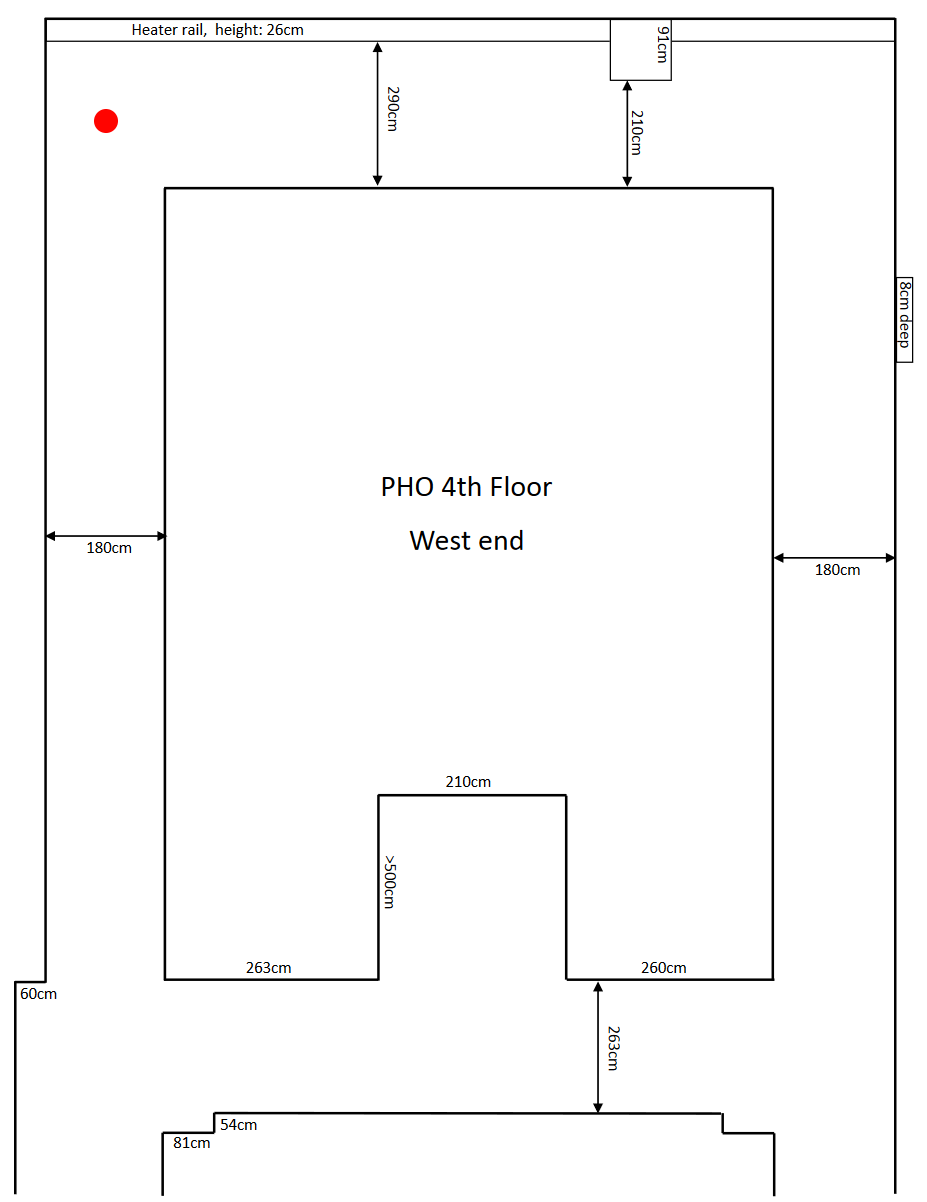 Heater rail,  height: 26cm
91cm
290cm
210cm
8cm deep
PHO 4th Floor
West end
180cm
180cm
210cm
>500cm
263cm
260cm
60cm
263cm
54cm
81cm